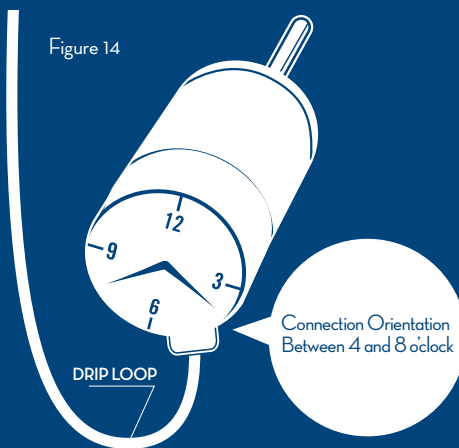 Figure 14
12
9
3
6
Connection Orientation
Between 4 and 8 o'clock
DRIP LOOP